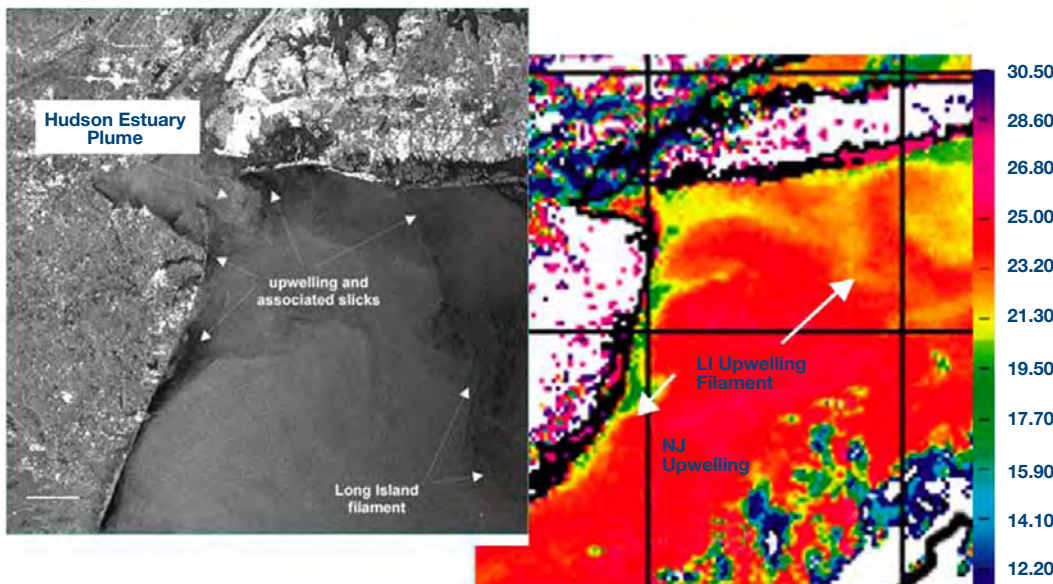 Hudson Estuary
Plume
upwelling and
associated slicks
Long Island
filament
LI Upwelling
Filament
NJ
Upwelling
30.50
28.60
26.80
25.00
23.20
21.30
19.50
17.70
15.90
14.10
12.20